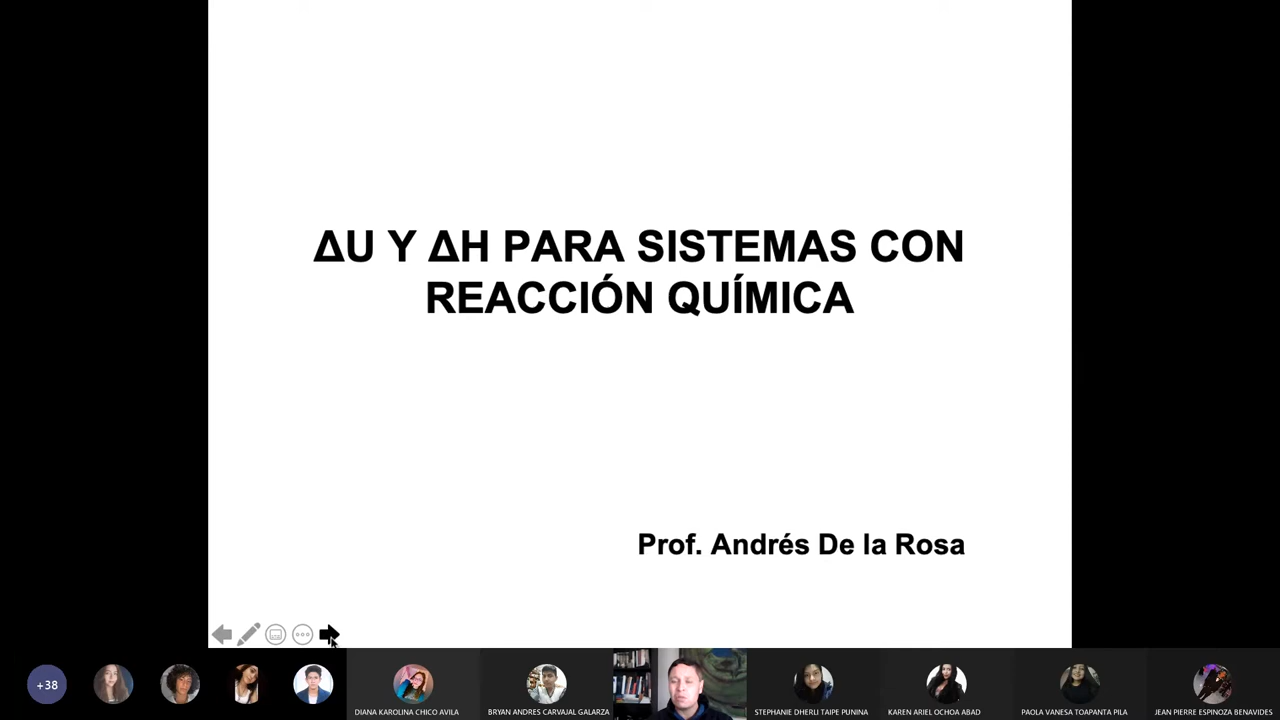 ΔU Y ΔH PARA SISTEMAS CON
REACCIÓN QUÍMICA
Prof. Andrés De la Rosa
+38
DIANA KAROLINA CHICO AVILA
BRYAN ANDRES CARVAJAL GALARZA
STEPHANIE DHERLI TAIPE PUNINA
KAREN ARIEL OCHOA ABAD
PAOLA VANESA TOAPANTA PILA
JEAN PIERRE ESPINOZA BENAVIDES